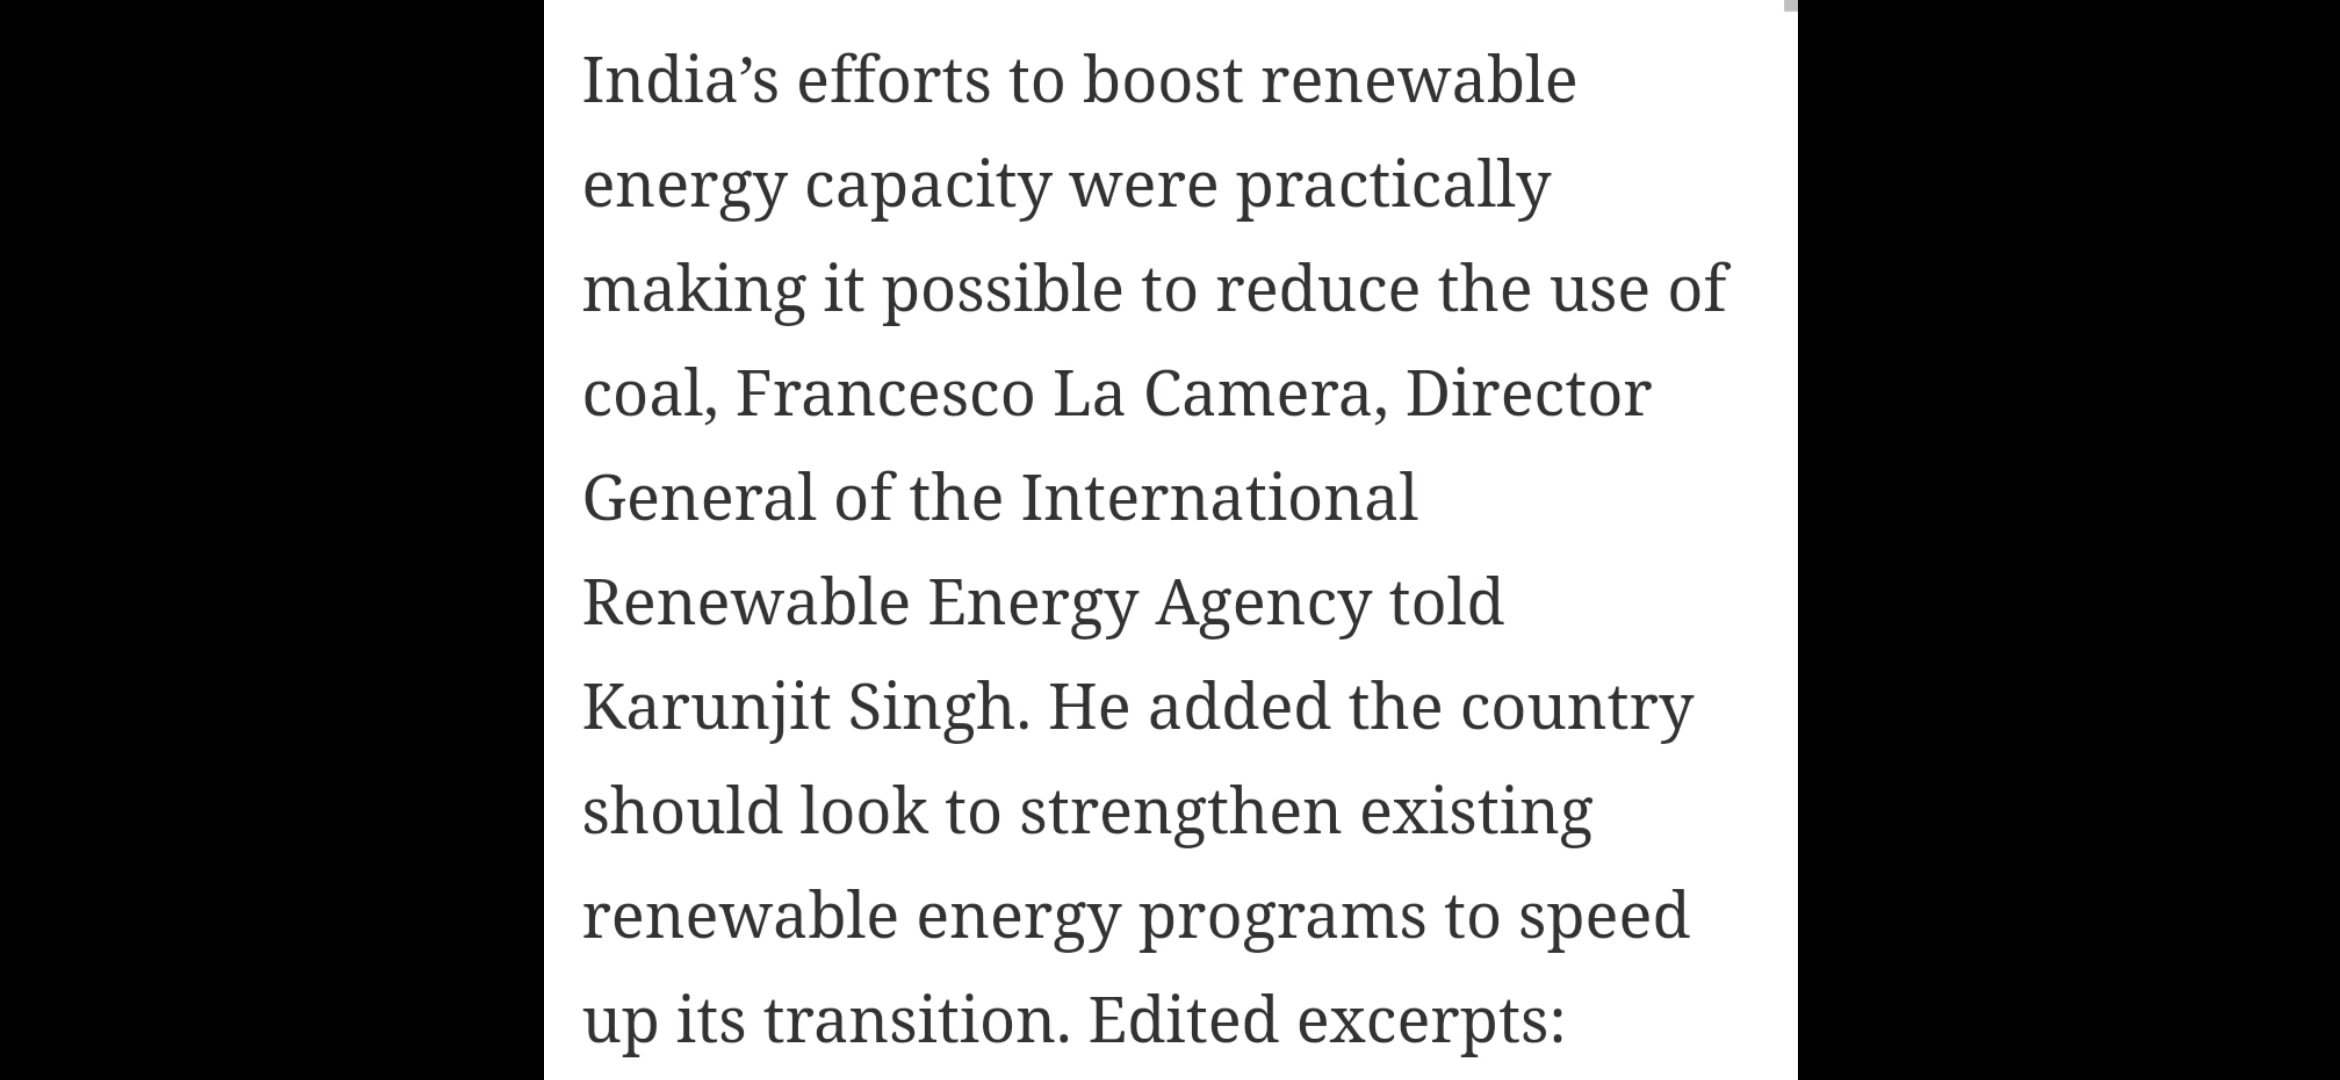 India’s efforts to boost renewable
energy capacity were practically
making it possible to reduce the use of
coal, Francesco La Camera, Director
General of the International
Renewable Energy Agency told
Karunjit Singh. He added the country
should look to strengthen existing
renewable energy programs to speed
up its transition. Edited excerpts: